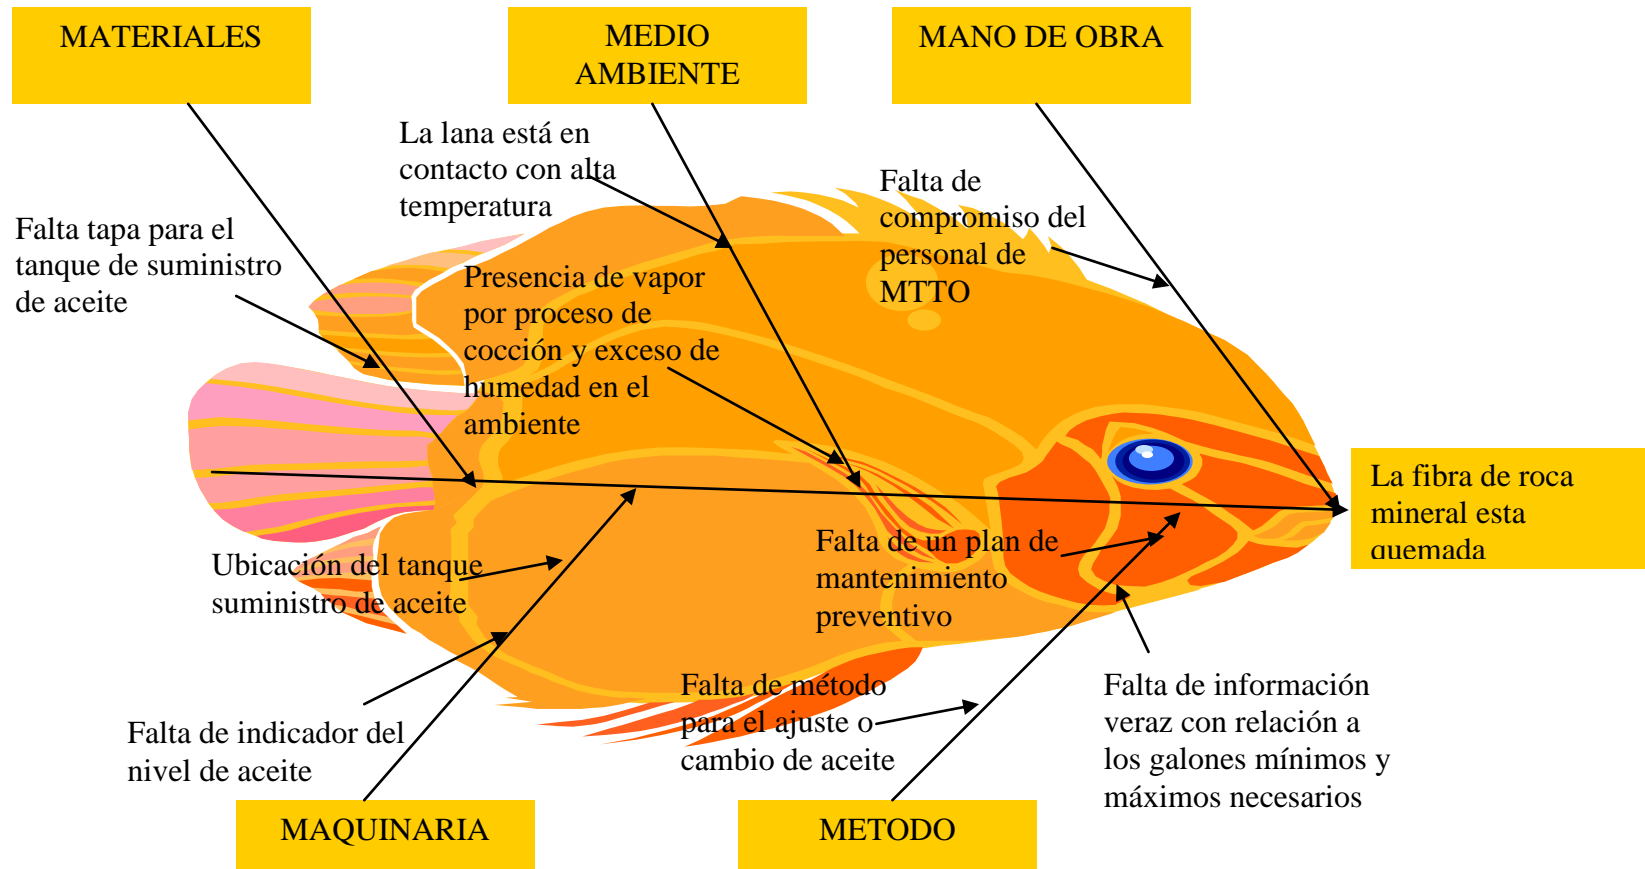 MATERIALES
MEDIO
AMBIENTE
MANO DE OBRA
La lana está en
contacto con alta
temperatura
Falta de
compromiso del
personal de
MTTO
Falta tapa para el
tanque de suministro
de aceite
Presencia de vapor
por proceso de
cocción y exceso de
humedad en el
ambiente
La fibra de roca
mineral esta
quemada
Ubicación del tanque
suministro de aceite
Falta de un plan de
mantenimiento
preventivo
Falta de indicador del
nivel de aceite
Falta de método
para el ajuste o
cambio de aceite
Falta de información
veraz con relación a
los galones mínimos y
máximos necesarios
MAQUINARIA
METODO